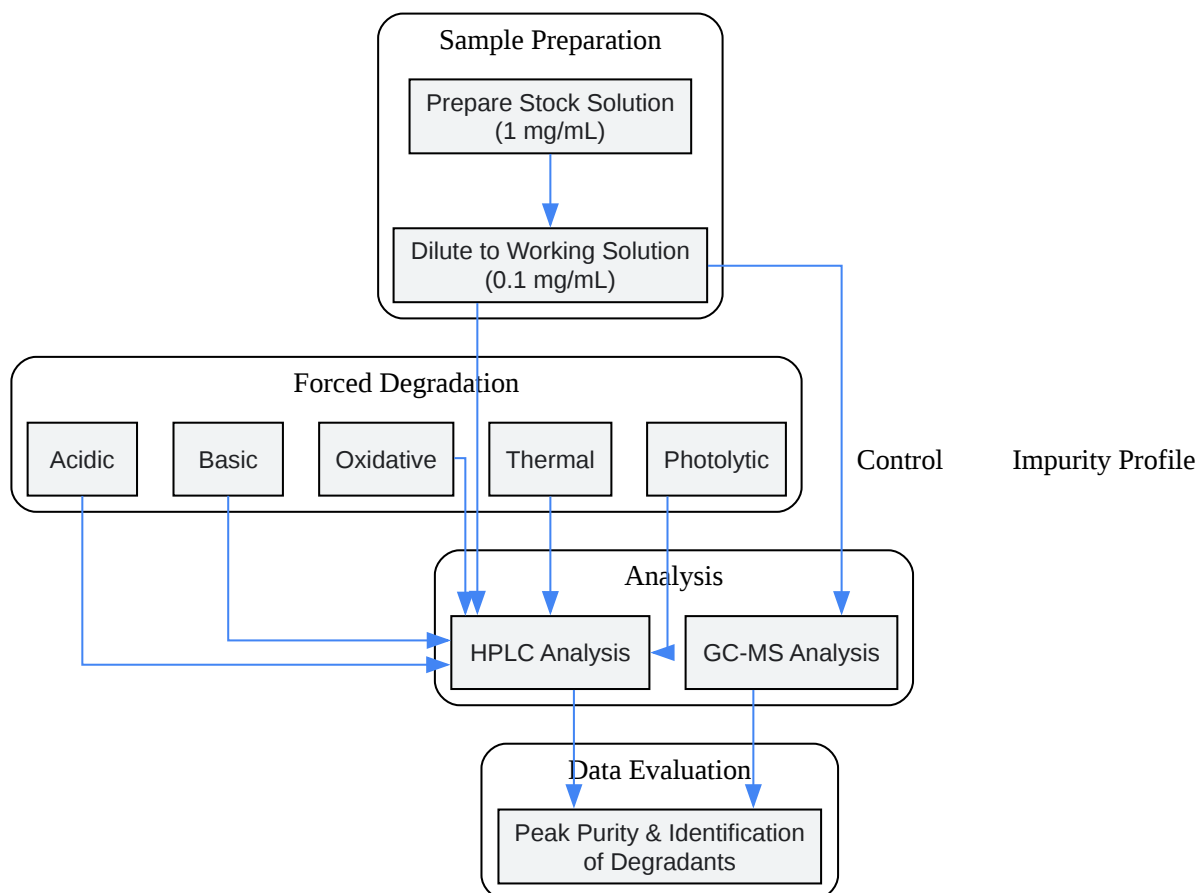 Sample Preparation
Prepare Stock Solution
(1 mg/mL)
Dilute to Working Solution
(0.1 mg/mL)
Forced Degradation
Acidic
Basic
Oxidative
Thermal
Photolytic
Control
Impurity Profile
Analysis
HPLC Analysis
GC-MS Analysis
Data Evaluation
Peak Purity & Identification
of Degradants